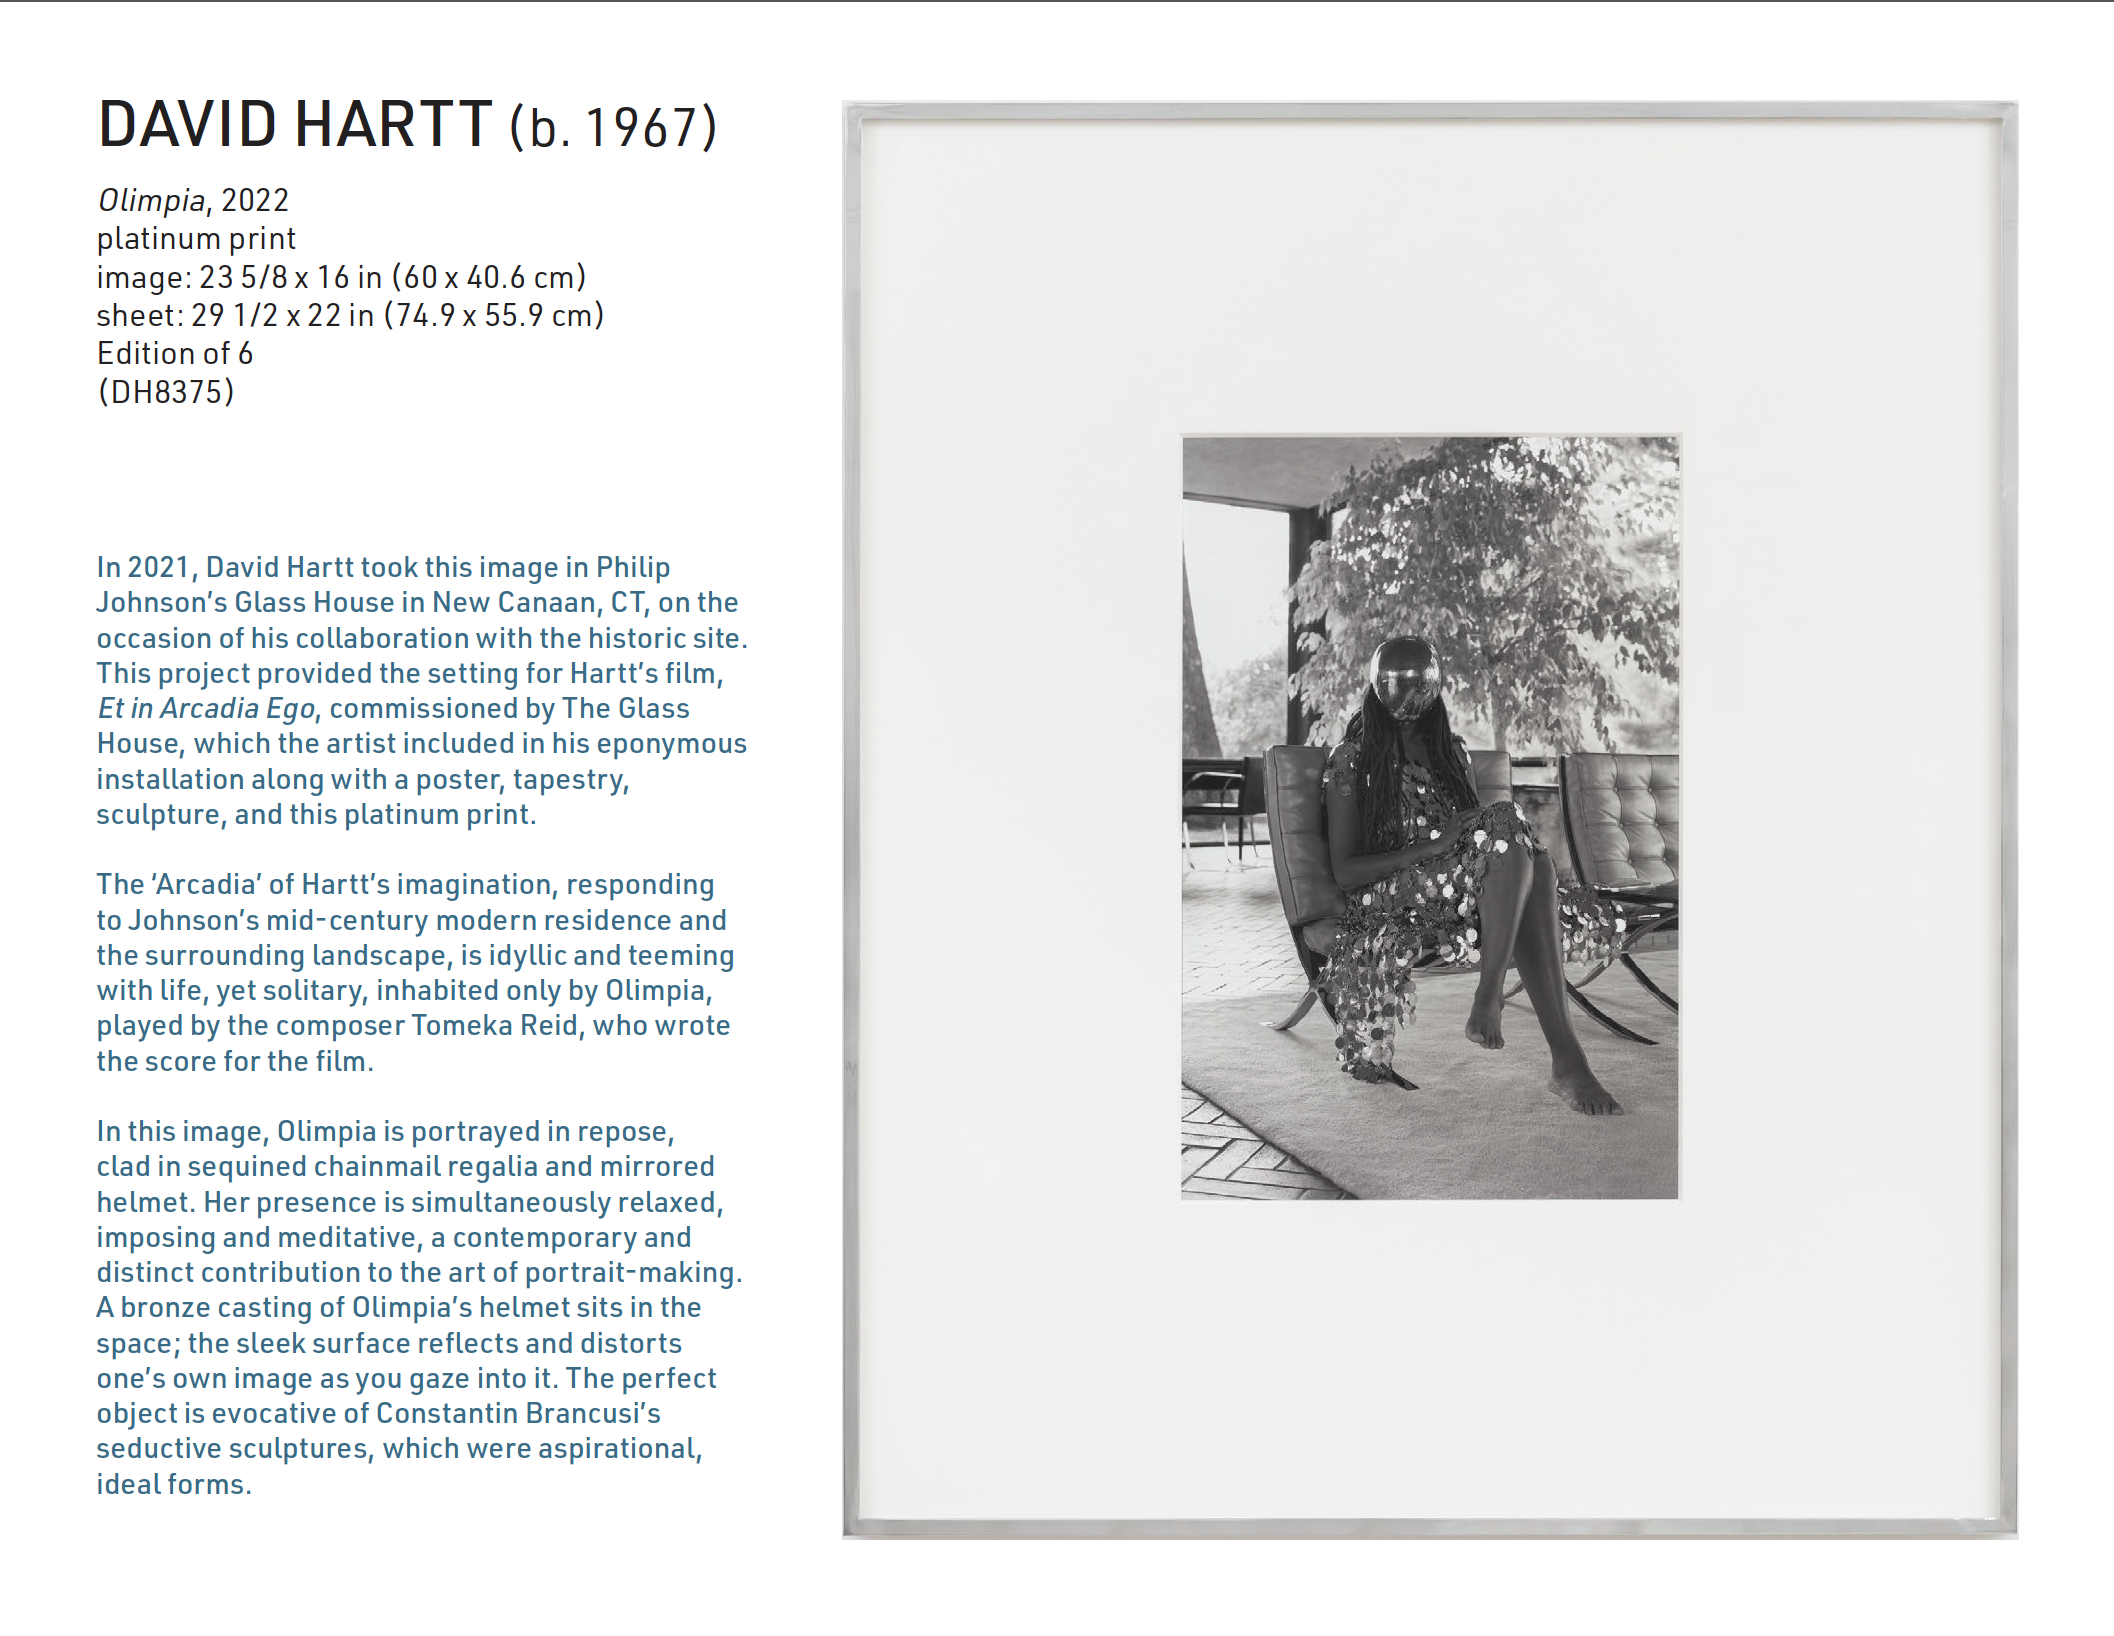 DAVID HARTT (b. 1967)
Olimpia, 2022
platinum print
image: 23 5/8 x 16 in (60 x 40.6 cm)
sheet: 29 1/2 x 22 in (74.9 x 55.9 cm)
Edition of 6
(DH8375)
In 2021, David Hartt took this image in Philip
Johnson’s Glass House in New Canaan, CT, on the
occasion of his collaboration with the historic site.
This project provided the setting for Hartt’s film,
Et in Arcadia Ego, commissioned by The Glass
House, which the artist included in his eponymous
installation along with a poster, tapestry,
sculpture, and this platinum print.
The ‘Arcadia’ of Hartt’s imagination, responding
to Johnson’s mid-century modern residence and
the surrounding landscape, is idyllic and teeming
with life, yet solitary, inhabited only by Olimpia,
played by the composer Tomeka Reid, who wrote
the score for the film.
In this image, Olimpia is portrayed in repose,
clad in sequined chainmail regalia and mirrored
helmet. Her presence is simultaneously relaxed,
imposing and meditative, a contemporary and
distinct contribution to the art of portrait-making.
A bronze casting of Olimpia’s helmet sits in the
space; the sleek surface reflects and distorts
one’s own image as you gaze into it. The perfect
object is evocative of Constantin Brancusi’s
seductive sculptures, which were aspirational,
ideal forms.